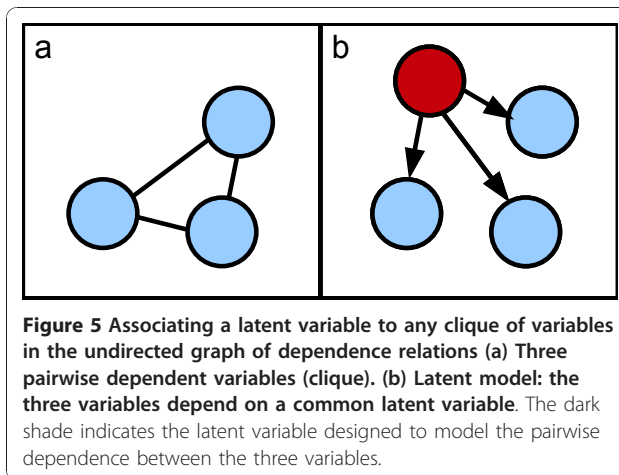 a
b
Figure 5 Associating a latent variable to any clique of variables
in the undirected graph of dependence relations (a) Three
pairwise dependent variables (clique). (b) Latent model: the
three variables depend on a common latent variable. The dark
shade indicates the latent variable designed to model the pairwise
dependence between the three variables.